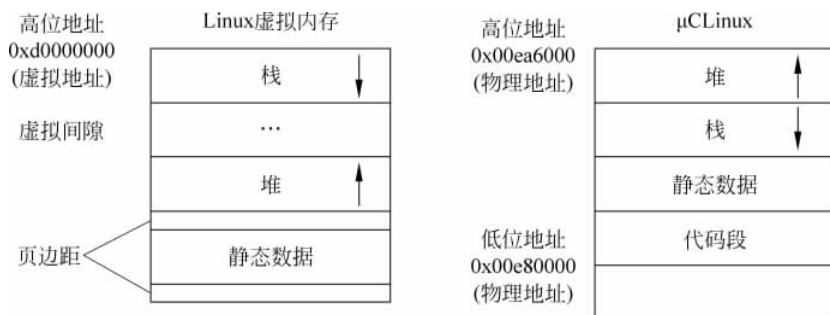 Linux虚拟内存
高位地址
0xd0000000
(虚拟地址)
栈
虚拟间隙
…
堆
页边距
静态数据
μCLinux
高位地址
0x00ea6000
(物理地址)
堆
栈
静态数据
低位地址
0x00e80000
(物理地址)
代码段